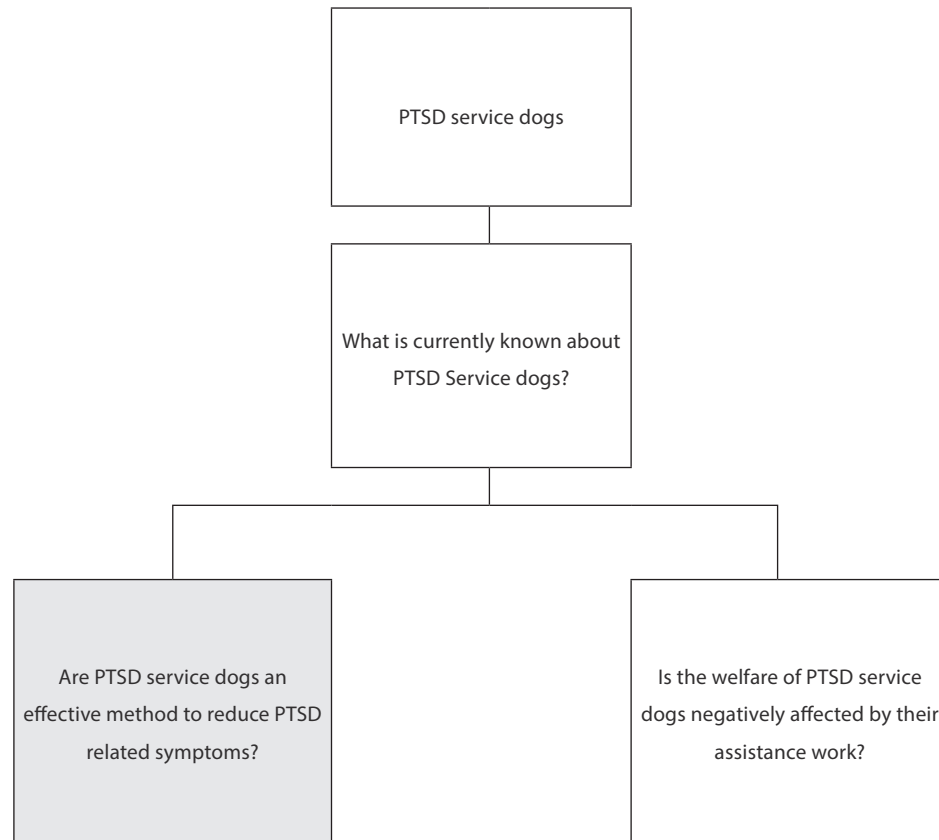 PTSD service dogs
What is currently known about
PTSD Service dogs?
Are PTSD service dogs an
effective method to reduce PTSD
related symptoms?
Is the welfare of PTSD service
dogs negatively affected by their
assistance work?